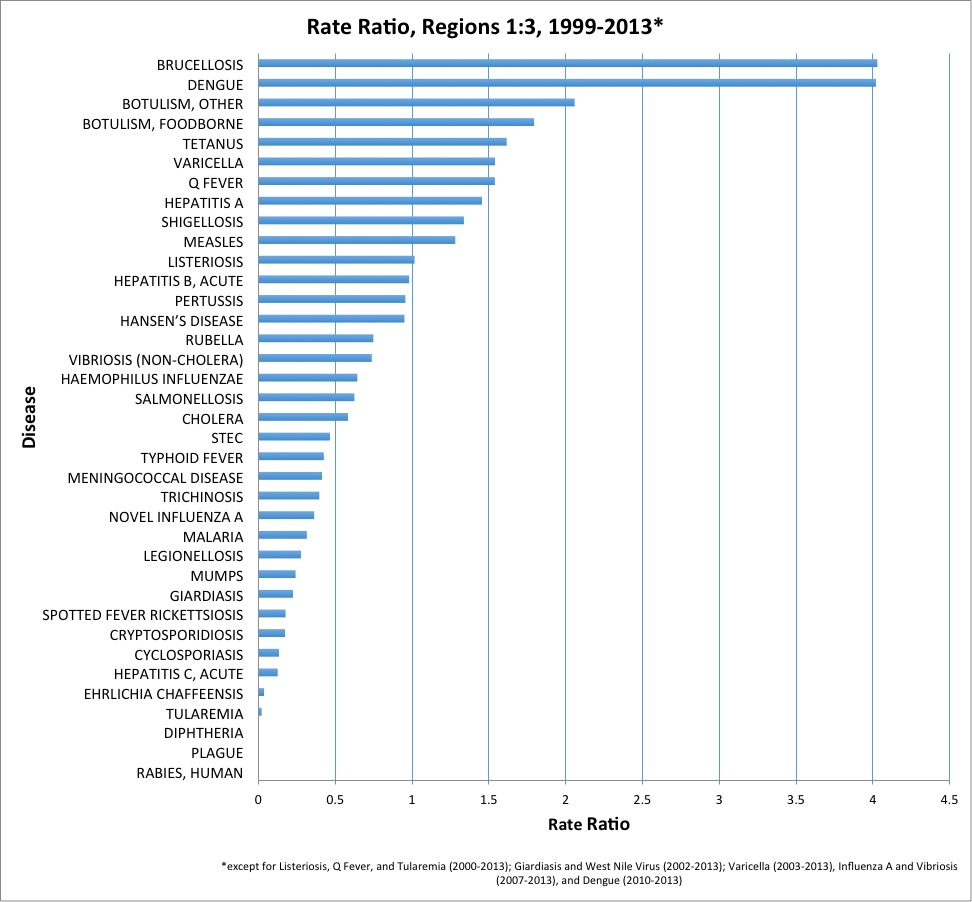 Rate Ratio, Regions 1:3, 1999-2013*
BRUCELLOSIS
DENGUE
BOTULISM, OTHER
BOTULISM, FOODBORNE
TETANUS
VARICELLA
Q FEVER
HEPATITIS A
SHIGELLOSIS
MEASLES
LISTERIOSIS
HEPATITIS B, ACUTE
PERTUSSIS
HANSEN'S DISEASE
RUBELLA
VIBRIOSIS (NON-CHOLERA)
HAEMOPHILUS INFLUENZAE
SALMONELLOSIS
CHOLERA
STEC
TYPHOID FEVER
MENINGOCOCCAL DISEASE
TRICHINOSIS
NOVEL INFLUENZA A
MALARIA
LEGIONELLOSIS
MUMPS
GIARDIASIS
SPOTTED FEVER RICKETTSIOSIS
CRYPTOSPORIDIOSIS
CYCLOSPORIASIS
HEPATITIS C, ACUTE
EHRLICHIA CHAFFEENSIS
TULAREMIA
DIPHTHERIA
PLAGUE
RABIES, HUMAN
Disease
0 0.5 1 1.5 2 2.5 3 3.5 4 4.5
Rate Ratio
*except for Listeriosis, Q Fever, and Tularemia (2000-2013); Giardiasis and West Nile Virus (2002-2013); Varicella (2003-2013), Influenza A and Vibriosis
(2007-2013), and Dengue (2010-2013)